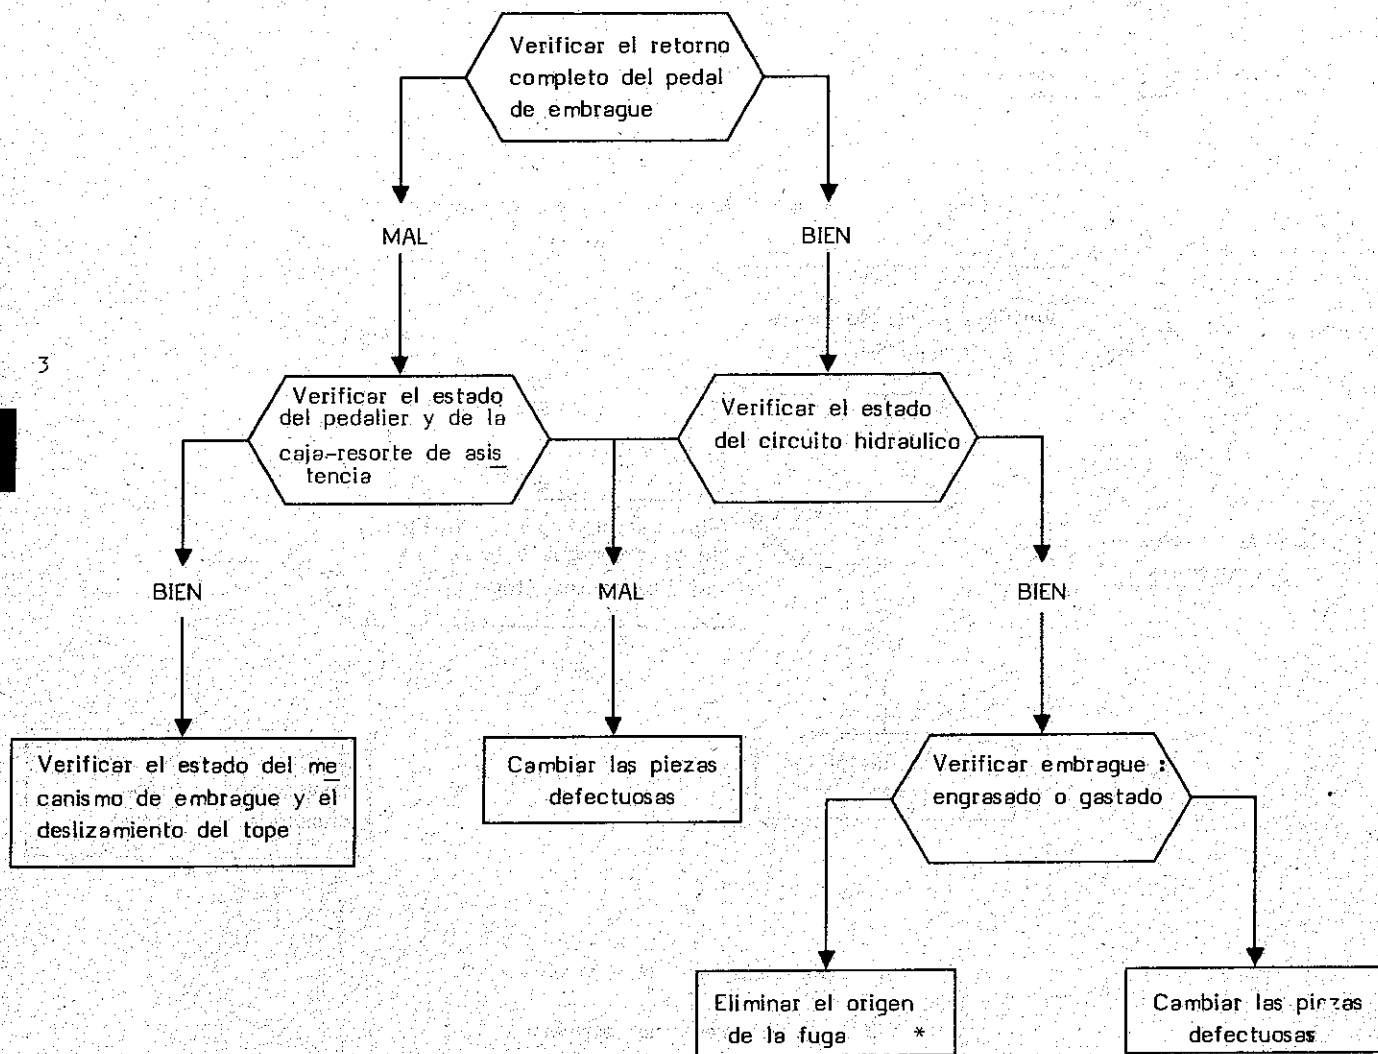 Verificar el retorno
completo del pedal
de embrague
MAL
BIEN
3
Verificar el estado
del pedalier y de la
caja-resorte de asis
tencia
Verificar el estado
del circuito hidraulico
BIEN
MAL
BIEN
Verificar el estado del me
canismo de embrague y el
deslizamiento del tope
Cambiar las piezas
defectuosas
Verificar embrague :
engrasado o gastado
Eliminar el origen
de la fuga *
Cambiar las piezas
defectuosas